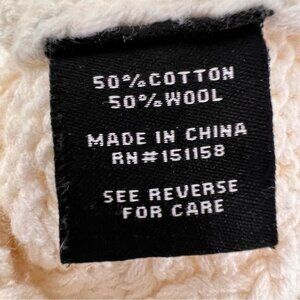 50%COTTON
50%WOOL
MADE IN CHINA
RN#151158
SEE REVERSE
FOR CARE